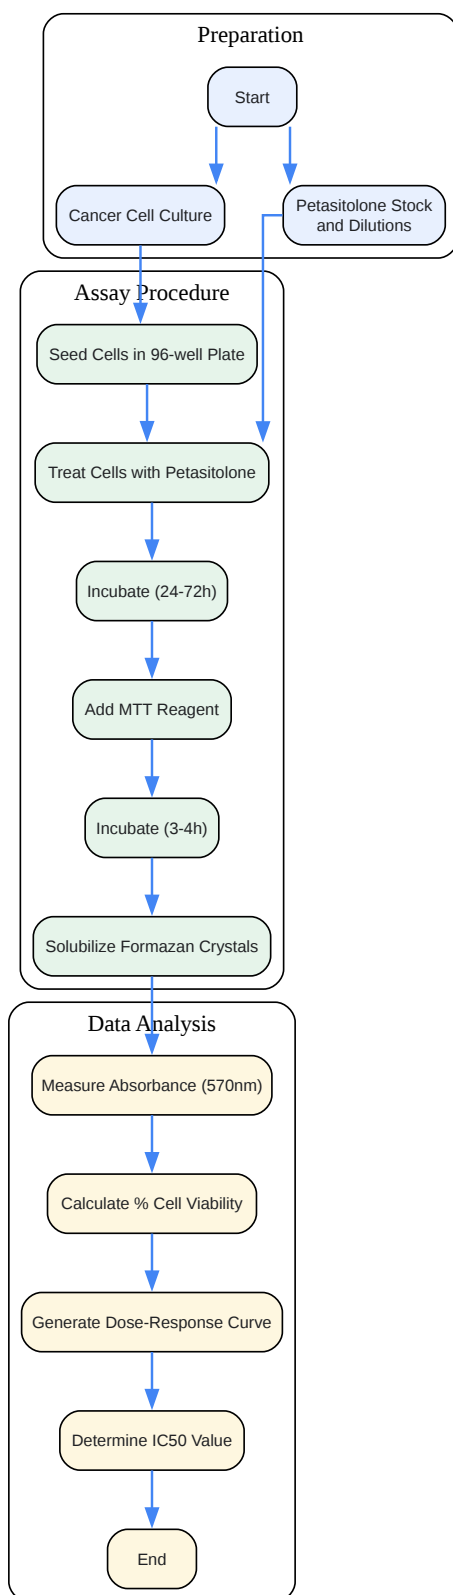 Preparation
Start
Cancer Cell Culture
Petasitolone Stock
and Dilutions
Assay Procedure
Seed Cells in 96-well Plate
Treat Cells with Petasitolone
Incubate (24-72h)
Add MTT Reagent
Incubate (3-4h)
Solubilize Formazan Crystals
Data Analysis
Measure Absorbance (570nm)
Calculate % Cell Viability
Generate Dose-Response Curve
Determine IC50 Value
End